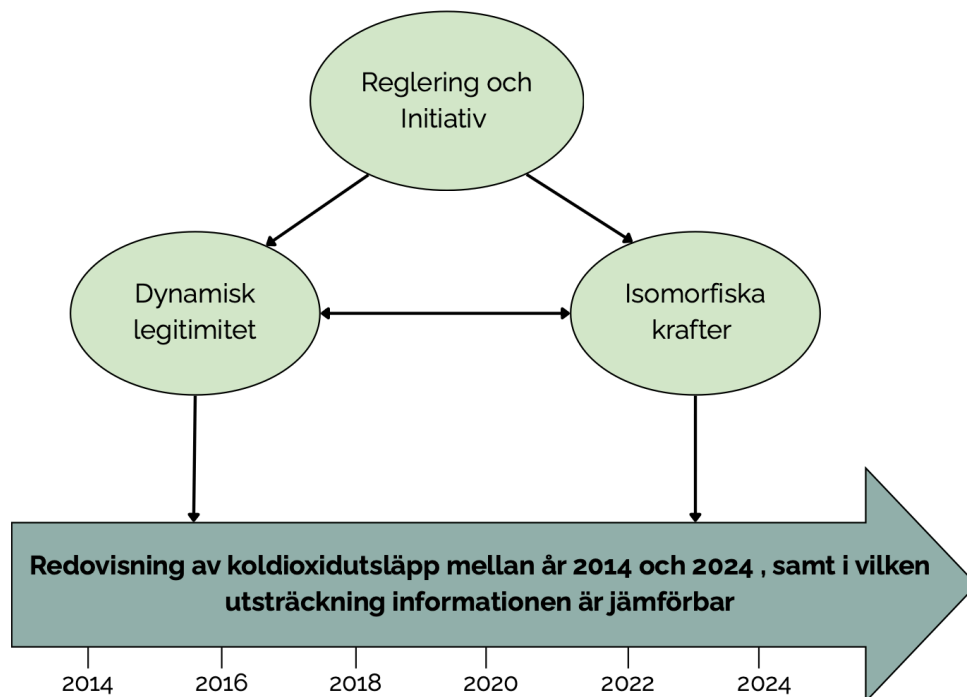 Reglering och
Initiativ
Dynamisk
legitimitet
Isomorfiska
krafter
Redovisning av koldioxidutsläpp mellan år 2014 och 2024 , samt i vilken
utsträckning informationen är jämförbar
2014 2016 2018 2020 2022 2024